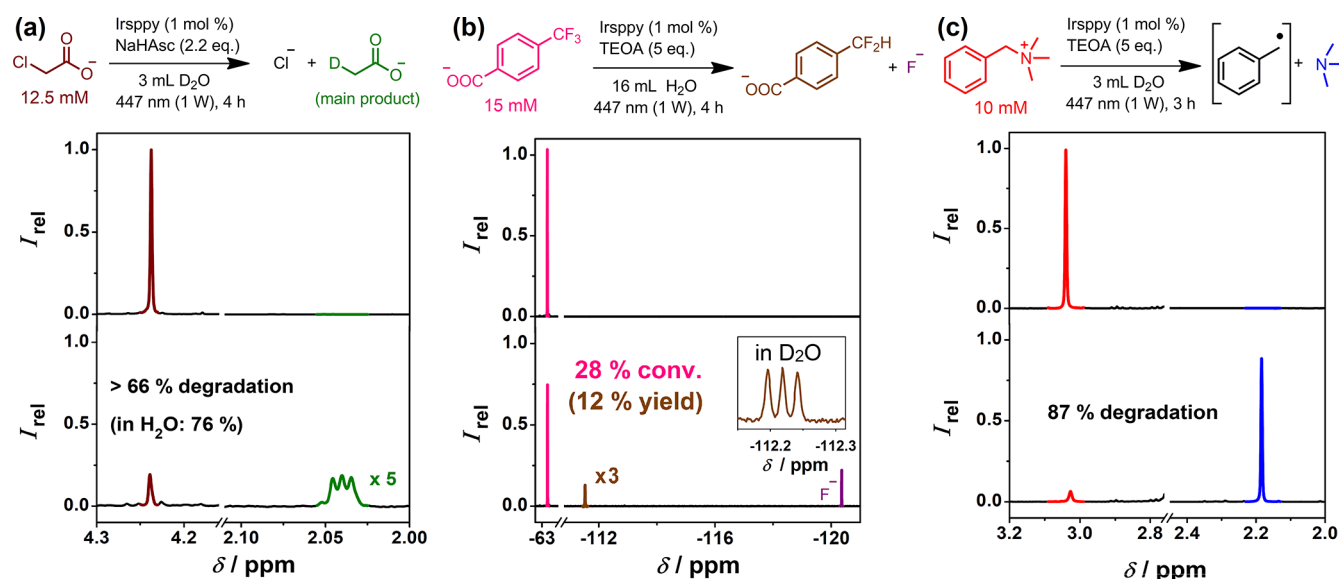 (a)
Irsppy (1 mol %)
NaHAsc (2.2 eq.)
3 mL D2O
447 nm (1 W), 4 h
Cl
O
O-
12.5 mM
Cl-
+
D
O
O-
(main product)
Irel
1.0
0.5
0.0
1.0
0.5
0.0
> 66 % degradation
(in H2O: 76 %)
x 5
4.3 4.2 2.10 2.05 2.00
δ / ppm
(b)
Irsppy (1 mol %)
TEOA (5 eq.)
16 mL H2O
447 nm (1 W), 4 h
CF3
-OOC
15 mM
CF2H
-OOC
+ F-
Irel
1.0
0.5
0.0
1.0
0.5
0.0
28 % conv.
(12 % yield)
in D2O
-112.2 -112.3
δ / ppm
x3
F-
-63 -112 -116 -120
δ / ppm
(c)
Irsppy (1 mol %)
TEOA (5 eq.)
3 mL D2O
447 nm (1 W), 3 h
N+
10 mM
+
N
Irel
1.0
0.5
0.0
1.0
0.5
0.0
87 % degradation
3.2 3.0 2.8 2.4 2.2 2.0
δ / ppm